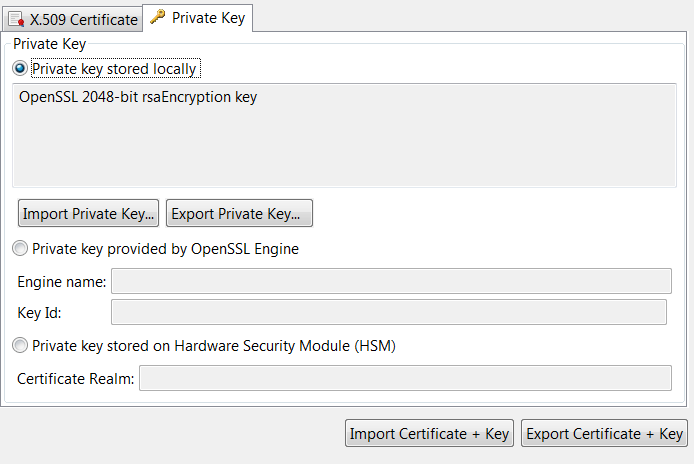 X.509 Certificate
Private Key
Private Key
Private key stored locally
OpenSSL 2048-bit rsaEncryption key
Import Private Key...
Export Private Key...
Private key provided by OpenSSL Engine
Engine name:
Key Id:
Private key stored on Hardware Security Module (HSM)
Certificate Realm:
Import Certificate + Key
Export Certificate + Key